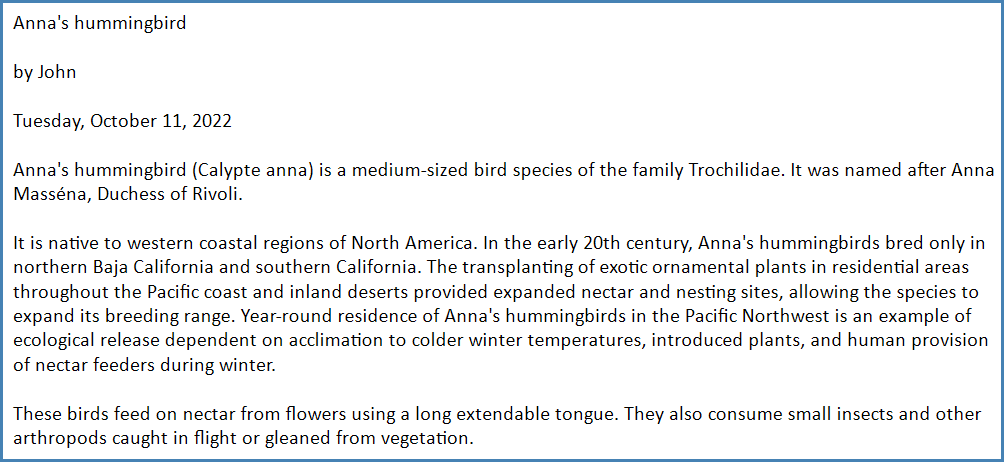 Anna's hummingbird
by John
Tuesday, October 11, 2022
Anna's hummingbird (Calypte anna) is a medium-sized bird species of the family Trochilidae. It was named after Anna
Masséna, Duchess of Rivoli.
It is native to western coastal regions of North America. In the early 20th century, Anna's hummingbirds bred only in
northern Baja California and southern California. The transplanting of exotic ornamental plants in residential areas
throughout the Pacific coast and inland deserts provided expanded nectar and nesting sites, allowing the species to
expand its breeding range. Year-round residence of Anna's hummingbirds in the Pacific Northwest is an example of
ecological release dependent on acclimation to colder winter temperatures, introduced plants, and human provision
of nectar feeders during winter.
These birds feed on nectar from flowers using a long extendable tongue. They also consume small insects and other
arthropods caught in flight or gleaned from vegetation.